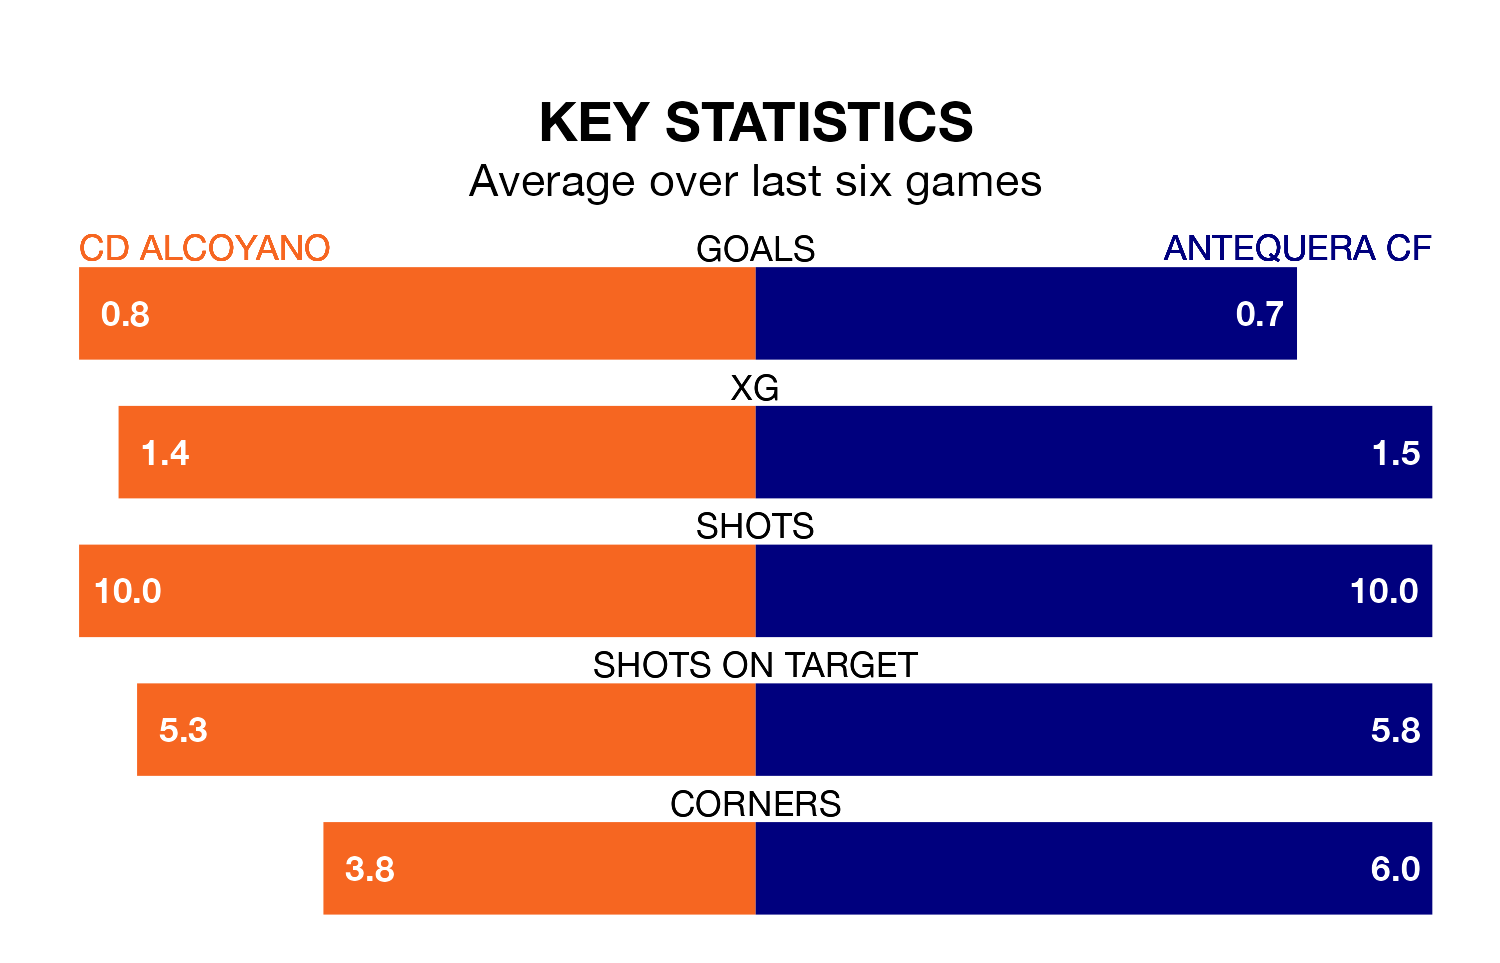 KEY STATISTICS
Average over last six games
CD ALCOYANO GOALS ANTEQUERA CF
0.8 0.7
XG
1.4 1.5
SHOTS
10.0 10.0
SHOTS ON TARGET
5.3 5.8
CORNERS
3.8 6.0